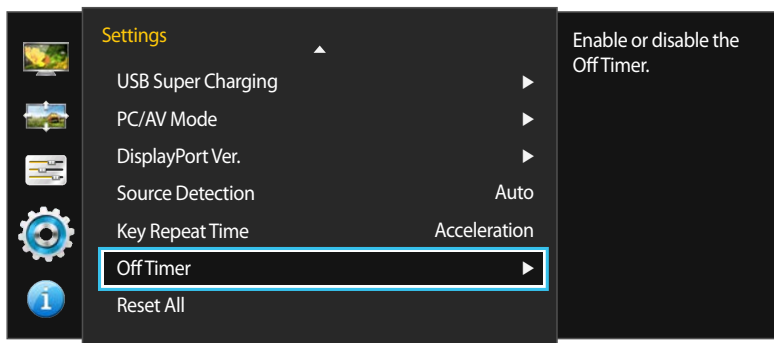 Settings
USB Super Charging
PC/AV Mode
DisplayPort Ver.
Source Detection Auto
Key Repeat Time Acceleration
Off Timer
Reset All
Enable or disable the
Off Timer.